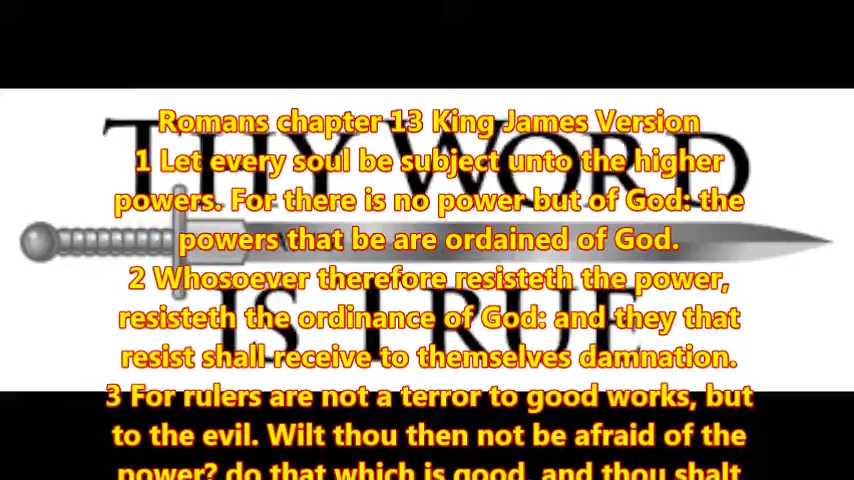 Romans chapter 13 King James Version
1 Let every soul be subject unto the higher
powers. For there is no power but of God: the
powers that be are ordained of God.
2 Whosoever therefore resisteth the power,
resisteth the ordinance of God: and they that
resist shall receive to themselves damnation.
3 For rulers are not a terror to good works, but
to the evil. Wilt thou then not be afraid of the
power? do that which is good, and thou shalt
THY WORD
IS TRUE